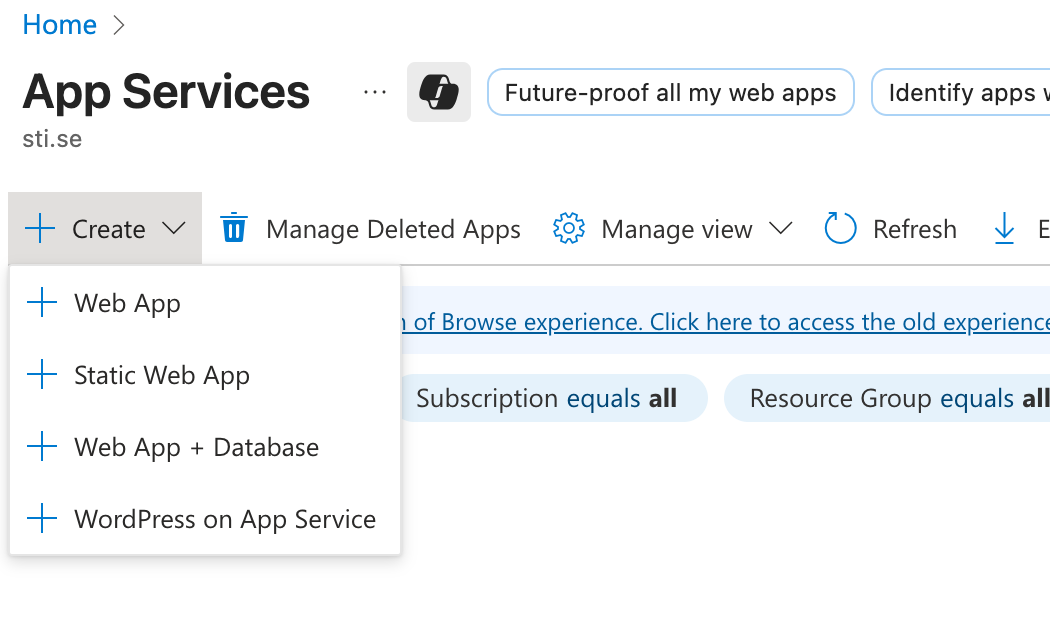 Home
App Services
Future-proof all my web apps
Identify apps
sti.se
Create
Manage Deleted Apps
Manage view
Refresh
Web App
of Browse experience. Click here to access the old experience
Static Web App
Subscription equals all
Resource Group equals all
Web App + Database
WordPress on App Service